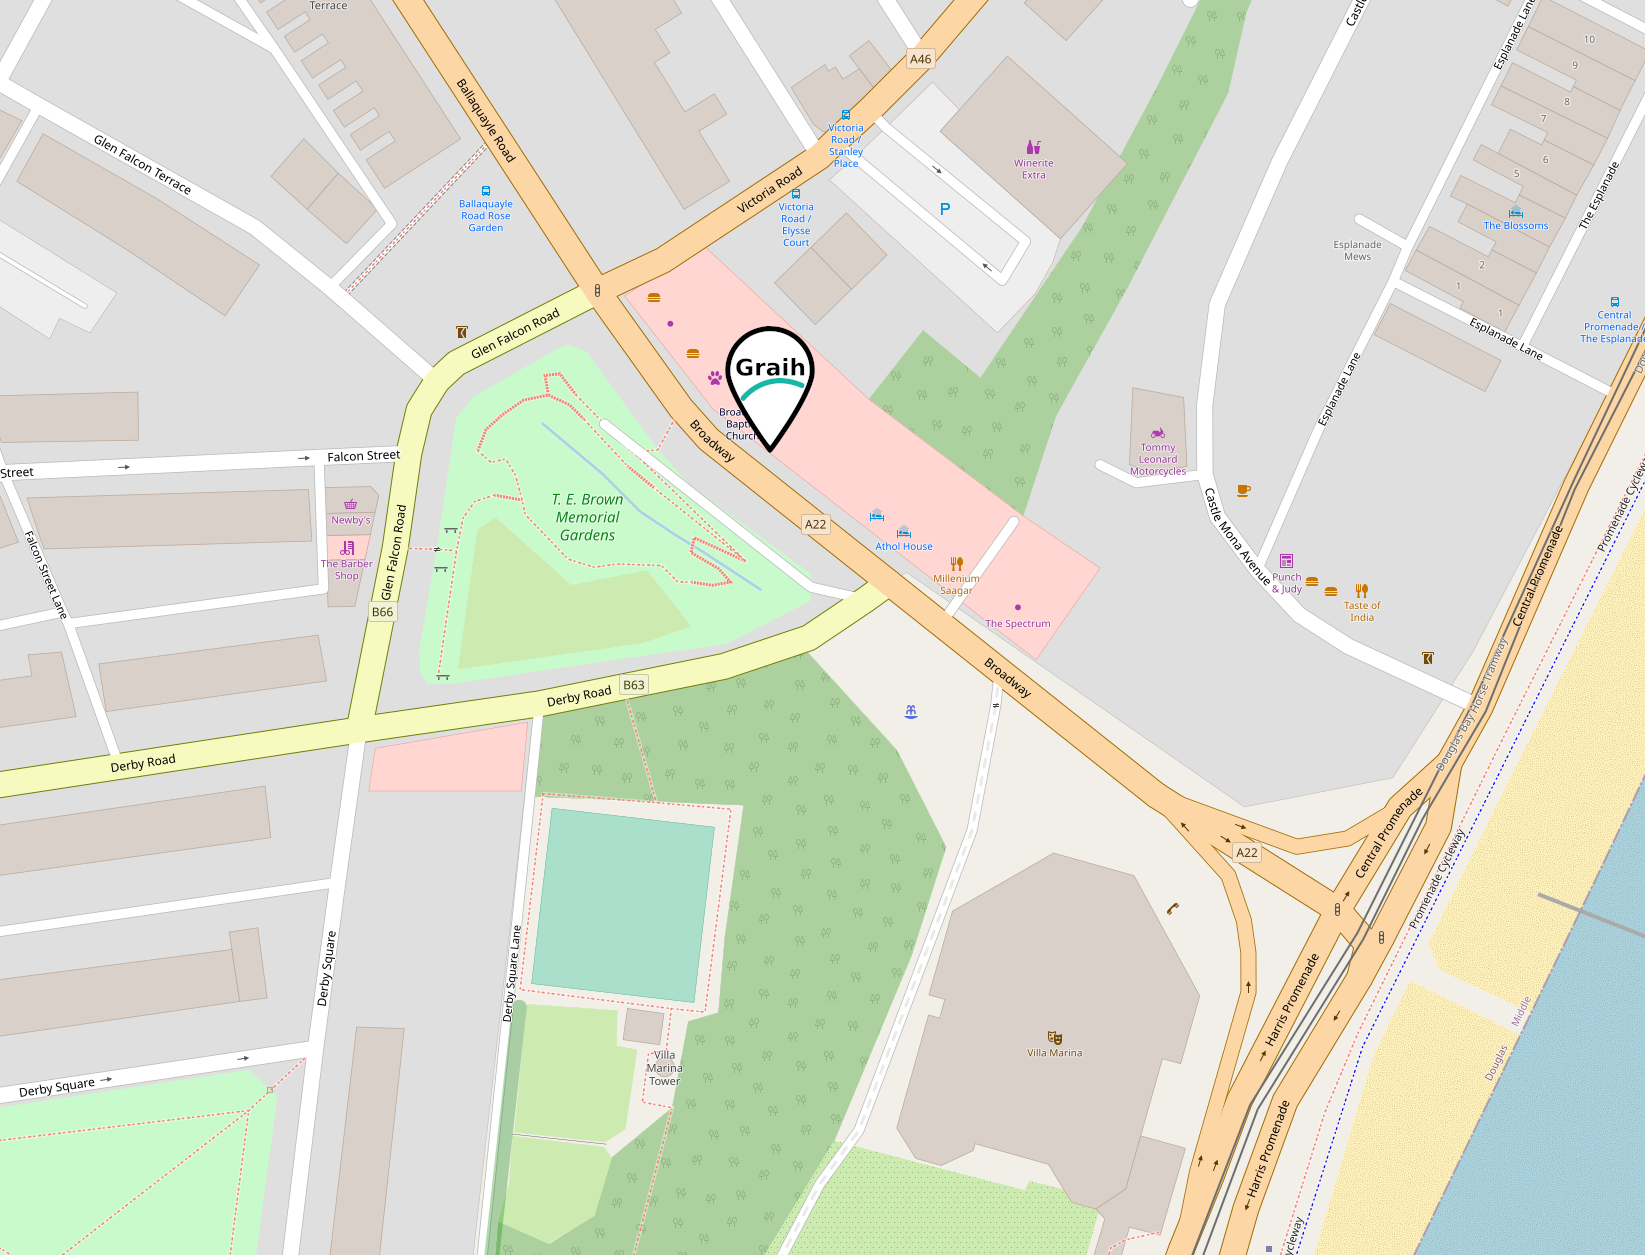 Terrace
A46
Ballaquayle Road
Glen Falcon Terrace
Victoria
Road /
Stanley
Place
Winerite
Extra
Victoria Road
P
Victoria
Road /
Elysse
Court
Ballaquayle
Road Rose
Garden
Esplanade Lane
10
9
8
7
6
5
The Blossoms
The Esplanade
Esplanade
Mews
2
1
1
Central
Promenade /
The Esplanade
Esplanade Lane
Esplanade Lane
Glen Falcon Road
Graih
Baptist
Church
Broadway
Tommy
Leonard
Motorcycles
Street
Falcon Street
Newby's
The Barber
Shop
Glen Falcon Road
Falcon Street Lane
T. E. Brown
Memorial
Gardens
A22
Athol House
Millenium
Saagar
The Spectrum
Castle Mona Avenue
Punch
& Judy
Taste of
India
Central Promenade
Promenade Cycleway
B66
B63
Derby Road
Derby Road
Broadway
Douglas Bay Horse Tramway
Central Promenade
A22
Promenade Cycleway
Derby Square
Derby Square Lane
Harris Promenade
Villa
Marina
Tower
Villa Marina
Derby Square
Harris Promenade
Douglas
Middle